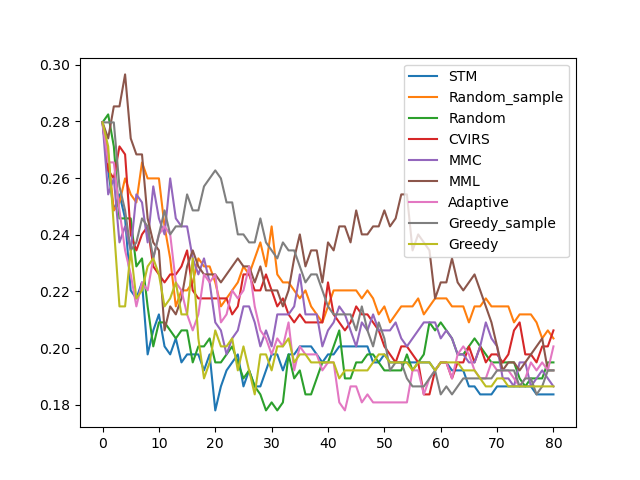 0.30
0.28
0.26
0.24
0.22
0.20
0.18
0 10 20 30 40 50 60 70 80
STM
Random_sample
Random
CVIRS
MMC
MML
Adaptive
Greedy_sample
Greedy